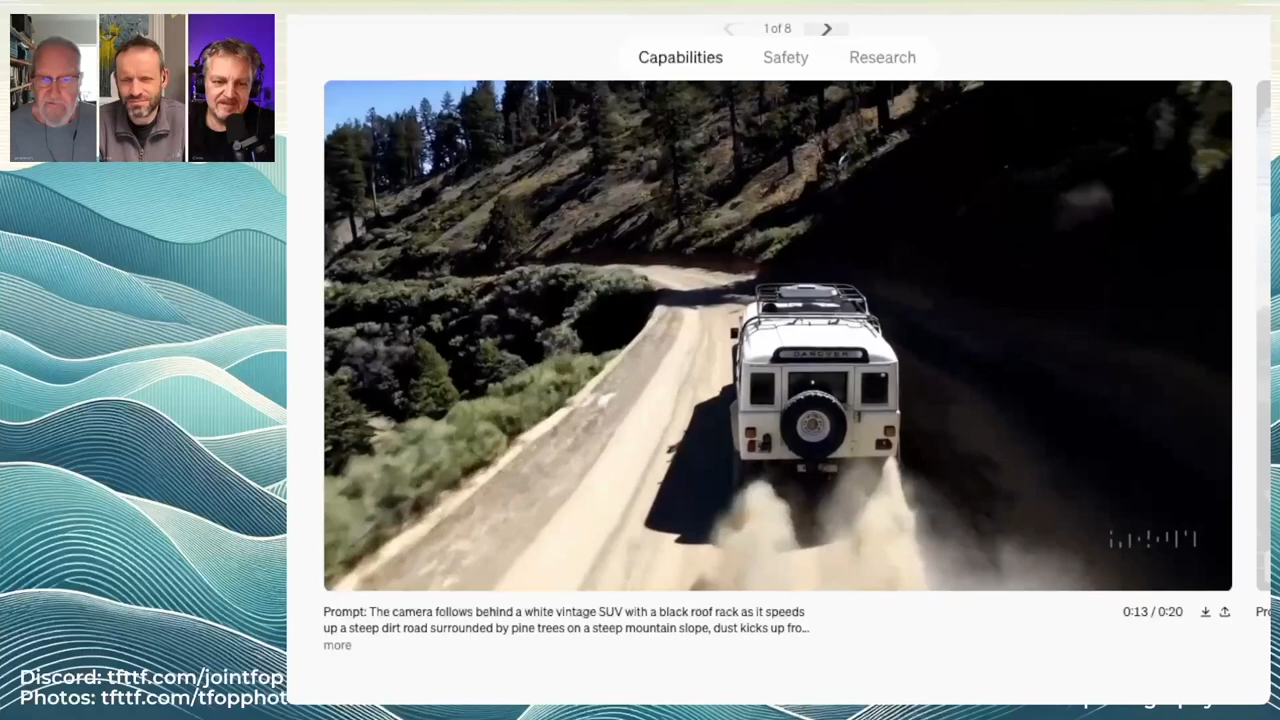 1 of 8
Capabilities
Safety
Research
DAROVER
Prompt: The camera follows behind a white vintage SUV with a black roof rack as it speeds
up a steep dirt road surrounded by pine trees on a steep mountain slope, dust kicks up fro...
more
0:13 / 0:20
Pro
Discord: tfttf.com/jointfop
Photos: tfttf.com/tfopphot